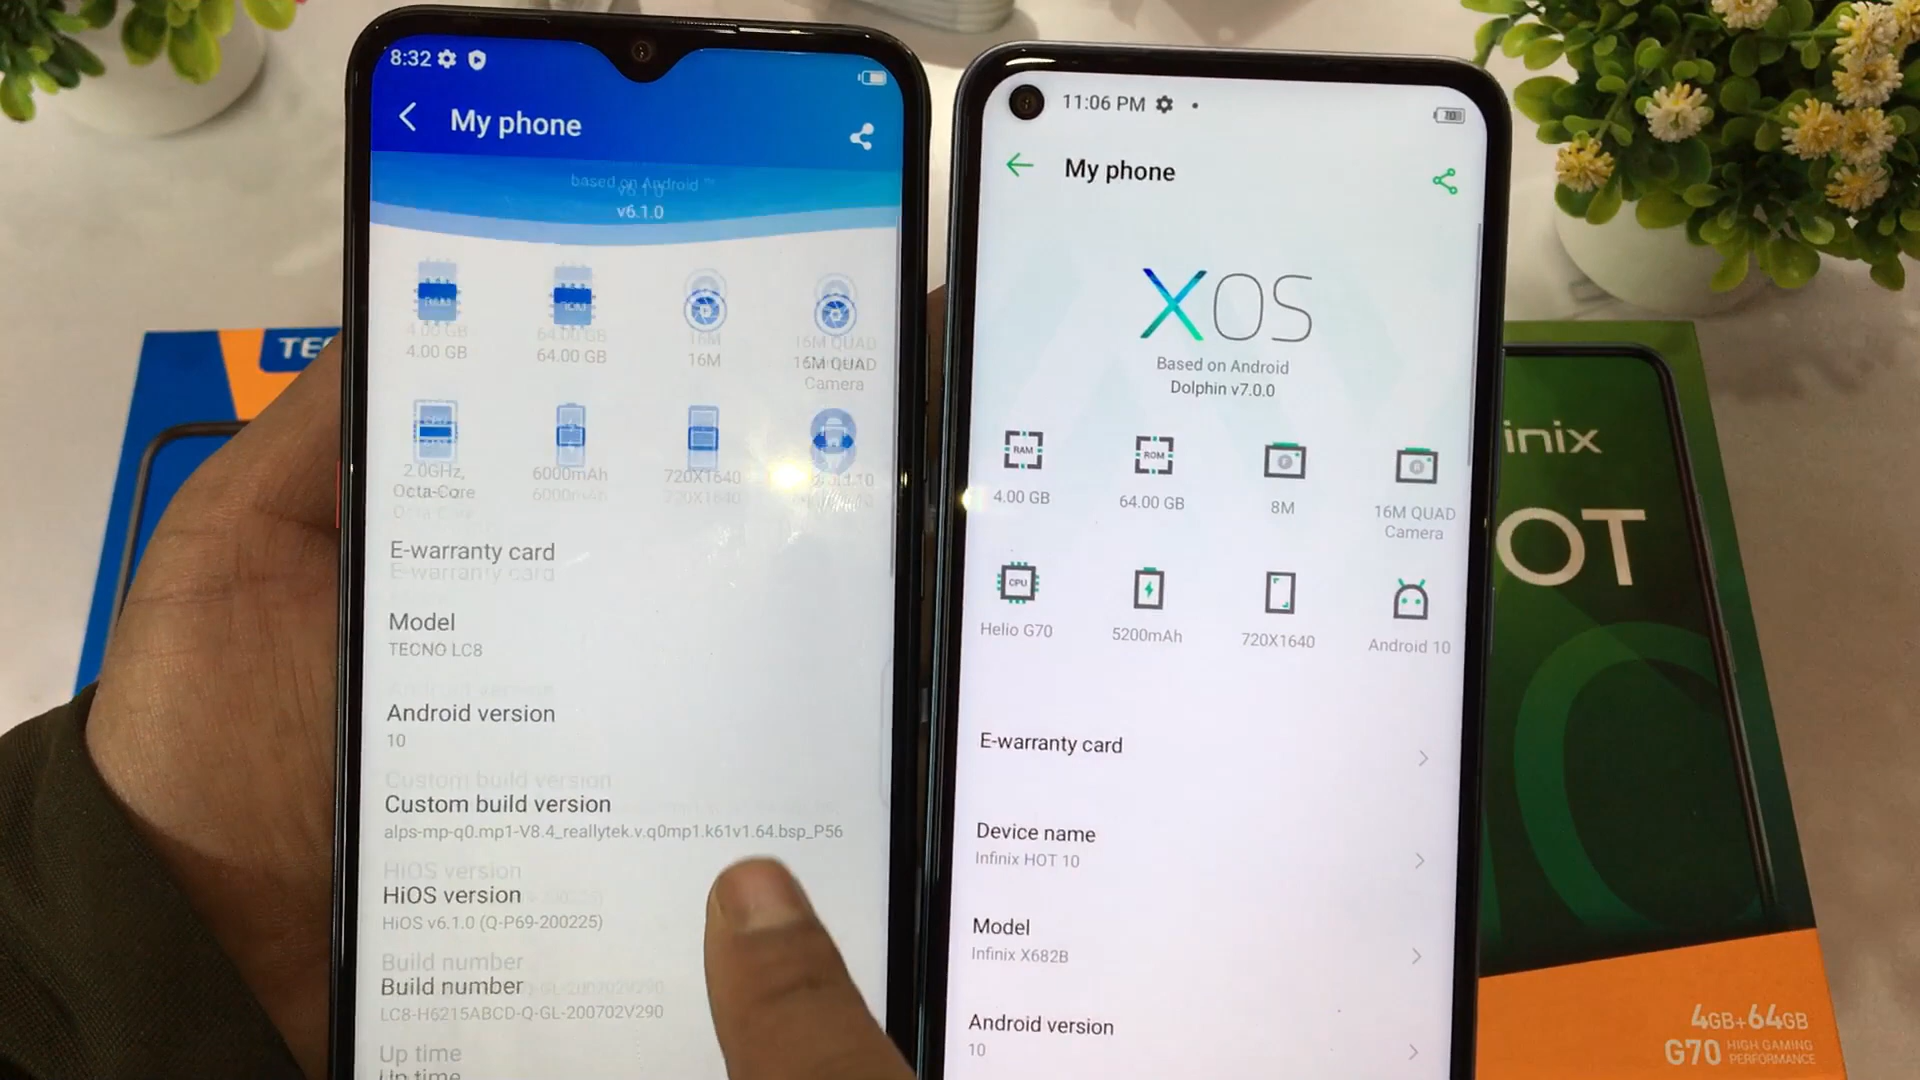 8:32
My phone
based on Android
v6.1.0
RAM
ROM
4.00 GB
64.00 GB
16M
16M QUAD
Camera
2.0GHz,
Octa-Core
6000mAh
720X1640
E-warranty card
Model
TECNO LC8
Android version
10
Custom build version
alps-mp-q0.mp1-V8.4_reallytek.v.q0mp1.k61v1.64.bsp_P56
HiOS version
HiOS v6.1.0 (Q-P69-200225)
Build number
LC8-H6215ABCD-Q-GL-200702V290
Up time
11:06 PM
My phone
XOS
Based on Android
Dolphin v7.0.0
RAM
ROM
4.00 GB
64.00 GB
8M
16M QUAD
Camera
CPU
Helio G70
5200mAh
720X1640
Android 10
E-warranty card
Device name
Infinix HOT 10
Model
Infinix X682B
Android version
10
TE
inix
OT
4GB+64GB
G70 HIGH GAMING
PERFORMANCE